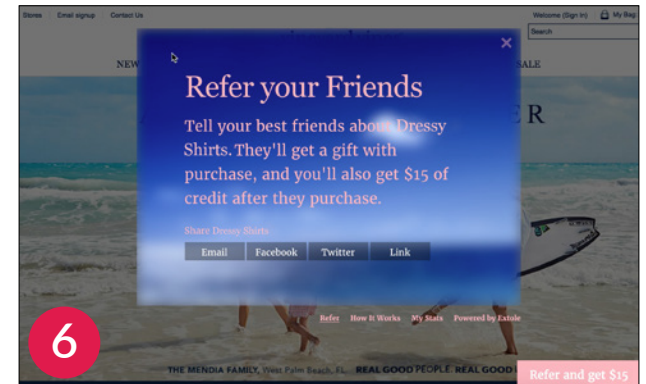 Stores Email signup Contact Us
Welcome (Sign In) My Bag
Search
NEW
SALE
ER
×
Refer your Friends
Tell your best friends about Dressy
Shirts. They'll get a gift with
purchase, and you'll also get $15 of
credit after they purchase.
Share Dressy Shirts
Email Facebook Twitter Link
Refer How It Works My Stats Powered by Extole
6
THE MENDIA FAMILY, West Palm Beach, FL. REAL GOOD PEOPLE. REAL GOOD
Refer and get $15